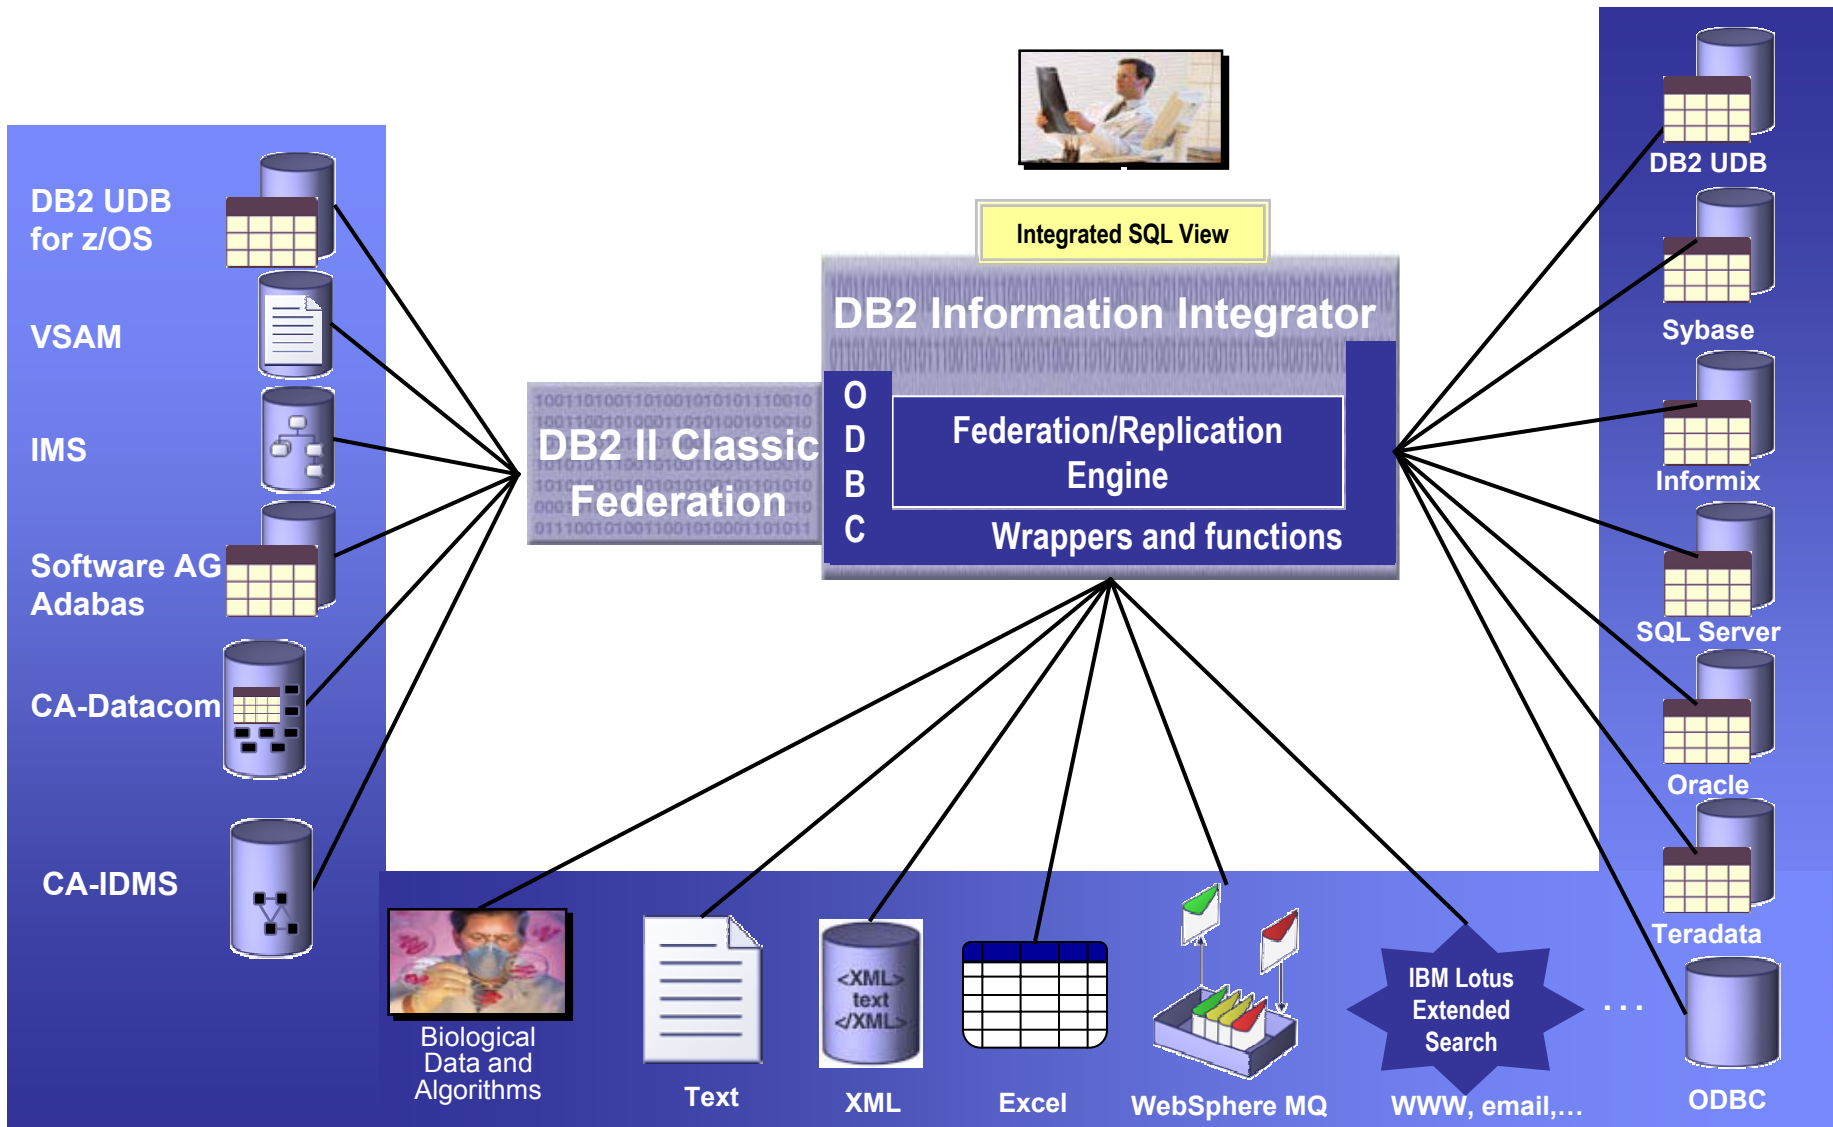 Integrated SQL View
DB2 Information Integrator
O
D
B
C
Federation/Replication
Engine
Wrappers and functions
DB2 II Classic
Federation
DB2 UDB
for z/OS
VSAM
IMS
Software AG
Adabas
CA-Datacom
CA-IDMS
Biological
Data and
Algorithms
Text
<XML>
text
</XML>
XML
Excel
WebSphere MQ
IBM Lotus
Extended
Search
WWW, email,…
. . .
DB2 UDB
Sybase
Informix
SQL Server
Oracle
Teradata
ODBC